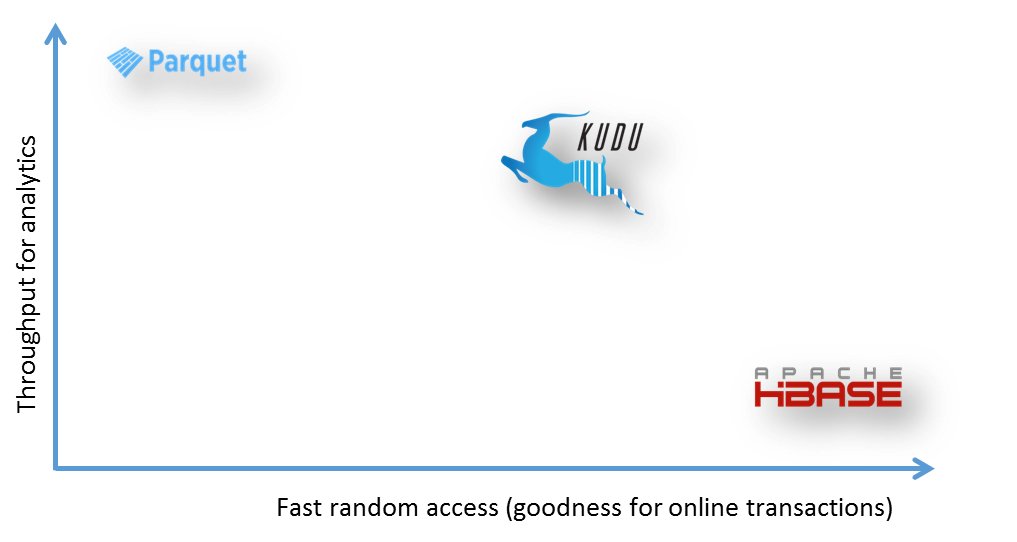 Parquet
KUDU
Throughput for analytics
APACHE
HBASE
Fast random access (goodness for online transactions)